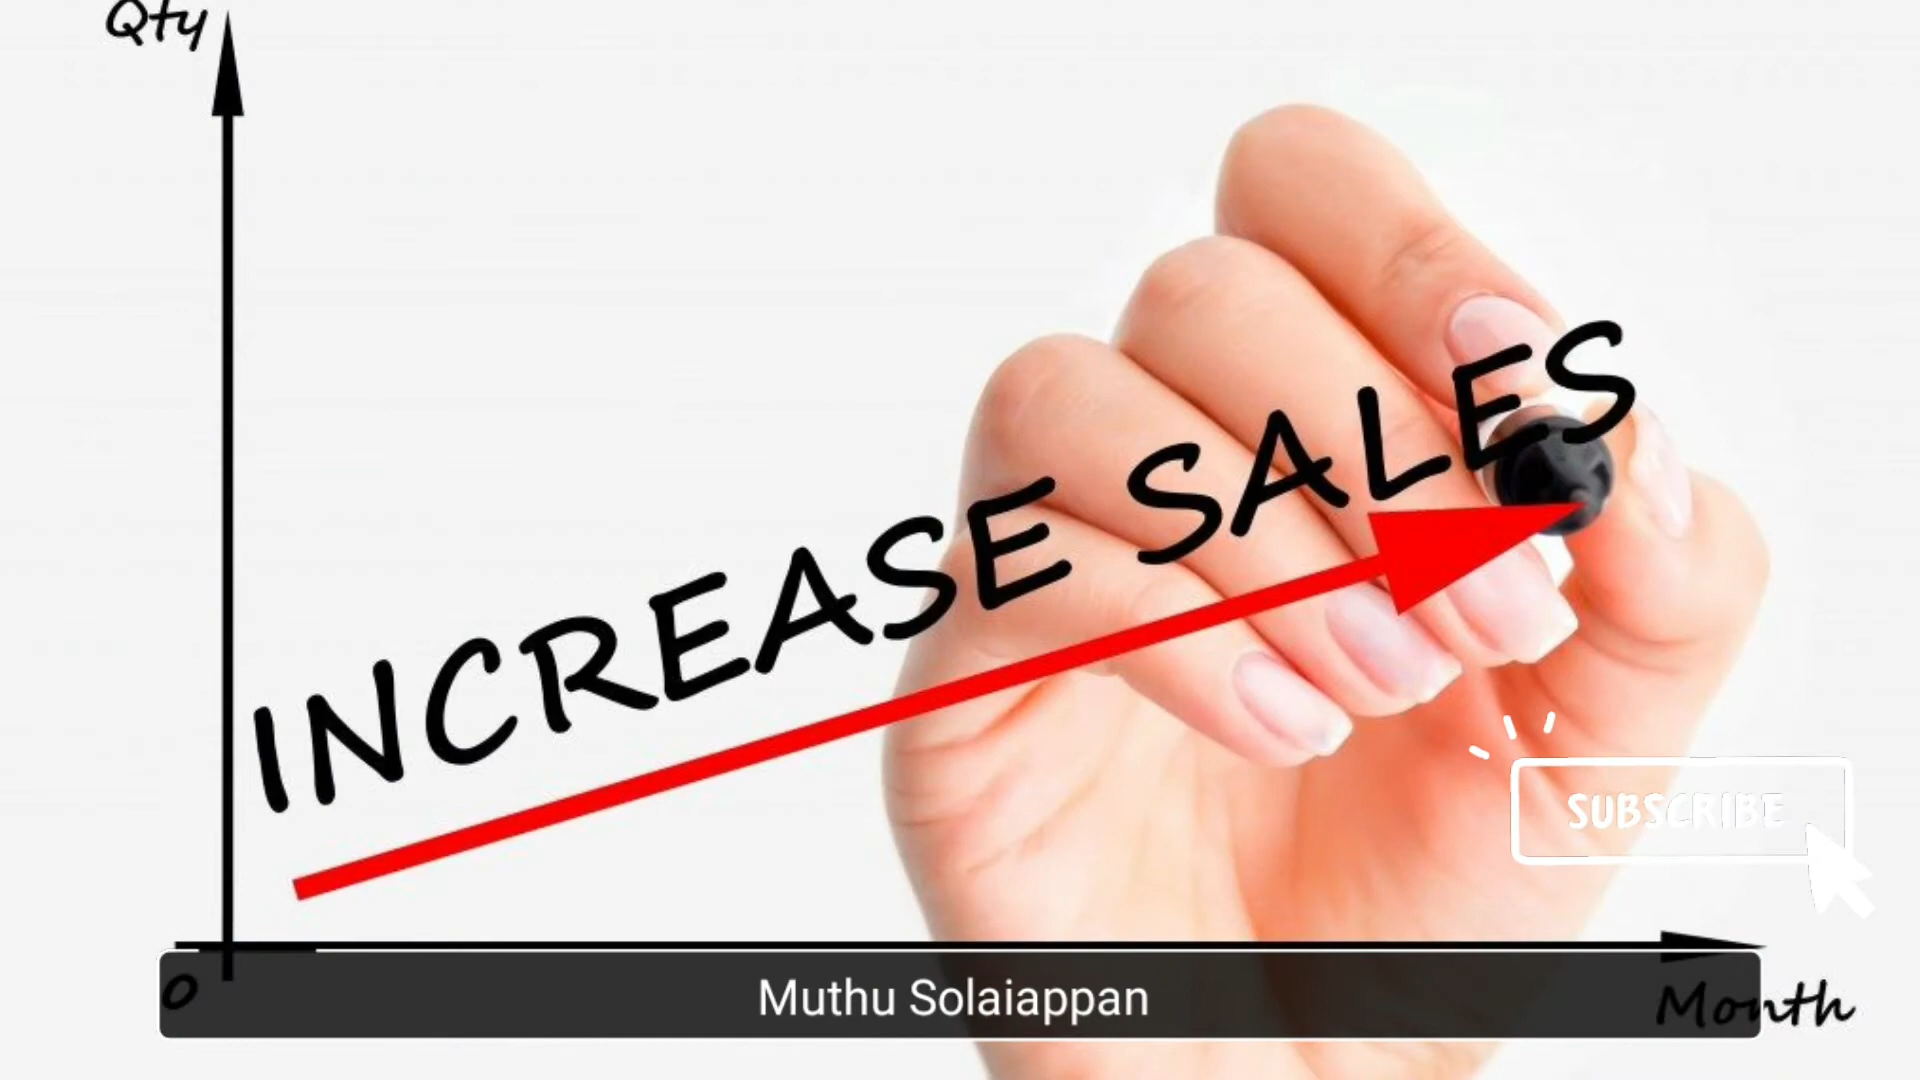 Qty
INCREASE SALES
SUBSCRIBE
0
Muthu Solaiappan
Month